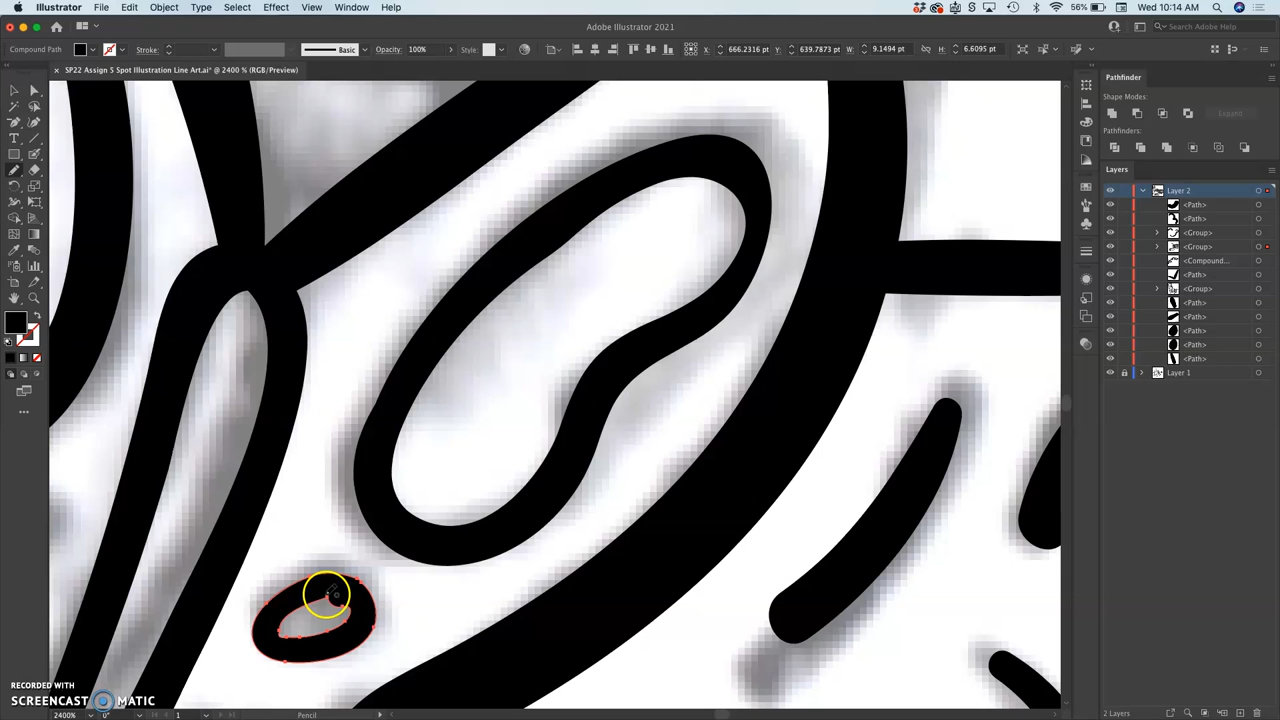 Illustrator File Edit Object Type Select Effect View Window Help 56% Wed 10:14 AM
Adobe Illustrator 2021 Search Adobe Help
Compound Path Stroke: Basic Opacity: 100% Style: X: 666.2316 pt Y: 639.7873 pt W: 9.1494 pt H: 6.6095 pt
× SP22 Assign 5 Spot Illustration Line Art.ai* @ 2400 % (RGB/Preview)
Pathfinder
Shape Modes:
Expand
Pathfinders:
Layers
Layer 2
<Path>
<Path>
<Group>
<Group>
<Compound...
<Path>
<Group>
<Path>
<Path>
<Path>
<Path>
<Path>
Layer 1
RECORDED WITH
SCREENCAST MATIC
2400% 0° 1 Pencil 2 Layers